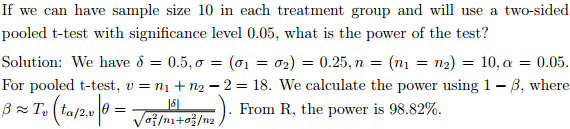 If we can have sample size 10 in each treatment group and will use a two-sided
pooled t-test with significance level 0.05, what is the power of the test?
Solution: We have δ = 0.5, σ = (σ₁ = σ₂) = 0.25, n = (n₁ = n₂) = 10, α = 0.05.
For pooled t-test, υ = n₁ + n₂ − 2 = 18. We calculate the power using 1 − β, where
β ≈ Tᵥ (t_{α/2,υ}|θ = |δ|/√(σ₁²/n₁+σ₂²/n₂)). From R, the power is 98.82%.